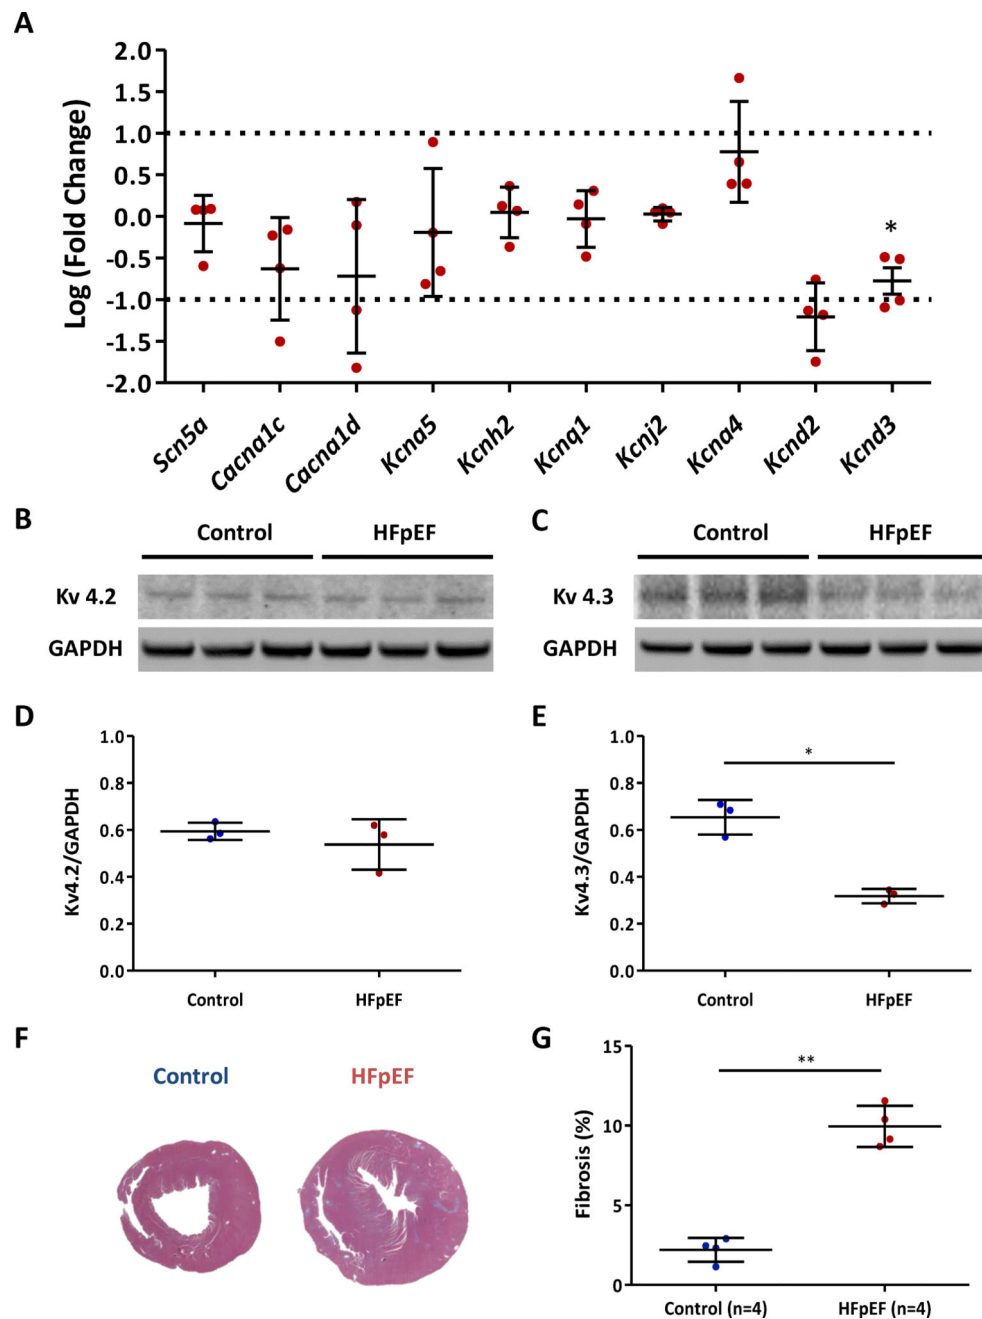 A
2.0
1.5
1.0
0.5
0.0
-0.5
-1.0
-1.5
-2.0
Log (Fold Change)
*
Scn5a
Cacna1c
Cacna1d
Kcna5
Kcnh2
Kcnq1
Kcnj2
Kcna4
Kcnd2
Kcnd3
B
Control
HFpEF
Kv 4.2
GAPDH
C
Control
HFpEF
Kv 4.3
GAPDH
D
1.0
0.8
0.6
0.4
0.2
0.0
Kv4.2/GAPDH
Control
HFpEF
E
1.0
0.8
0.6
0.4
0.2
0.0
Kv4.3/GAPDH
*
Control
HFpEF
F
Control
HFpEF
G
15
10
5
0
Fibrosis (%)
**
Control (n=4)
HFpEF (n=4)